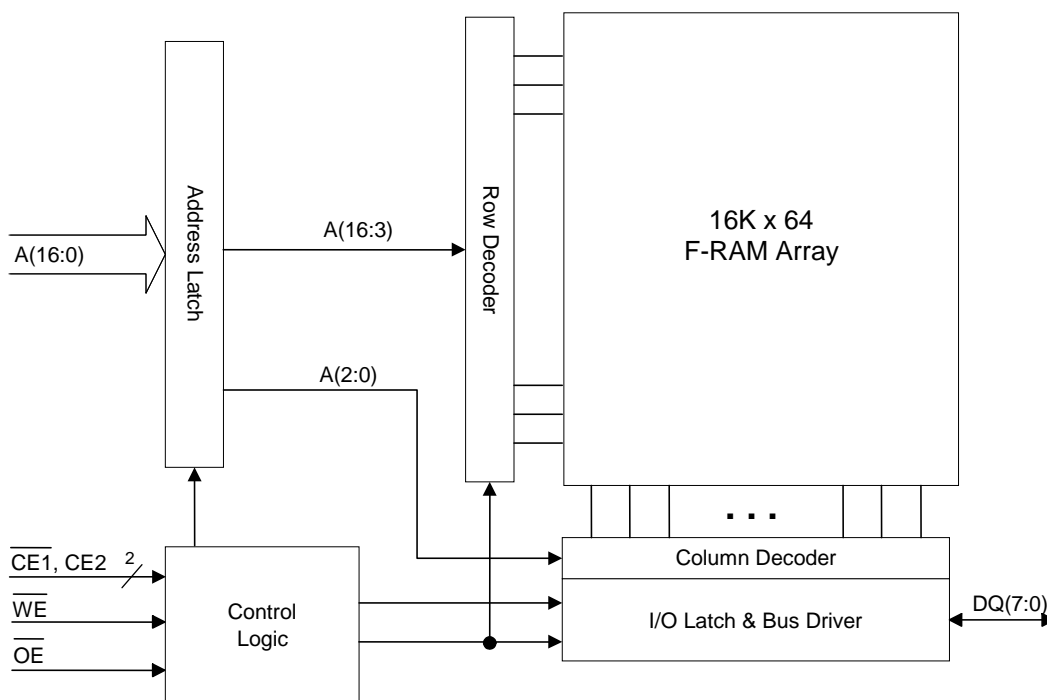 16K x 64
F-RAM Array
Address Latch
Row Decoder
A(16:3)
A(16:0)
A(2:0)
. . .
CE1, CE2
2
Column Decoder
WE
DQ(7:0)
Control
Logic
I/O Latch & Bus Driver
OE